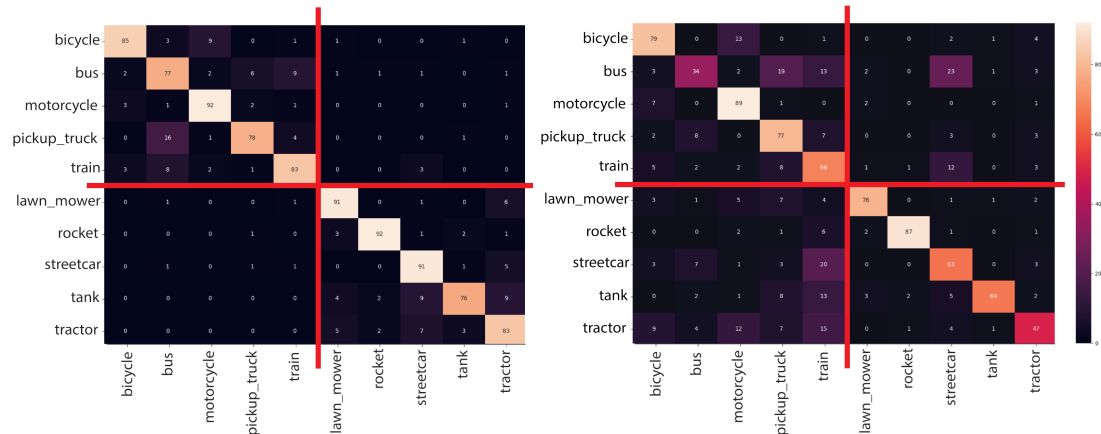 bicycle 85 3 9 0 1 1 0 0 1 0
bus 2 77 2 6 9 1 1 1 0 1
motorcycle 3 1 92 2 1 0 0 0 0 1
pickup_truck 0 16 1 78 4 0 0 0 1 0
train 3 8 2 1 83 0 0 3 0 0
lawn_mower 0 1 0 0 1 91 0 1 0 6
rocket 0 0 0 1 0 3 92 1 2 1
streetcar 0 1 0 1 1 0 0 91 1 5
tank 0 0 0 0 0 4 2 9 78 9
tractor 0 0 0 0 0 5 2 7 3 83
bicycle bus motorcycle pickup_truck train lawn_mower rocket streetcar tank tractor
bicycle 79 0 13 0 1 0 0 2 1 4
bus 3 34 2 19 13 2 0 23 1 3
motorcycle 7 0 89 1 0 2 0 0 0 1
pickup_truck 2 8 0 77 7 0 0 3 0 3
train 5 2 2 8 66 1 1 12 0 3
lawn_mower 3 1 5 7 4 76 0 1 1 2
rocket 0 0 2 1 6 2 87 1 0 1
streetcar 3 7 1 3 20 0 0 63 0 3
tank 0 2 1 8 13 3 2 5 64 2
tractor 9 4 12 7 15 0 1 4 1 47
bicycle bus motorcycle pickup_truck train lawn_mower rocket streetcar tank tractor
80
60
40
20
0